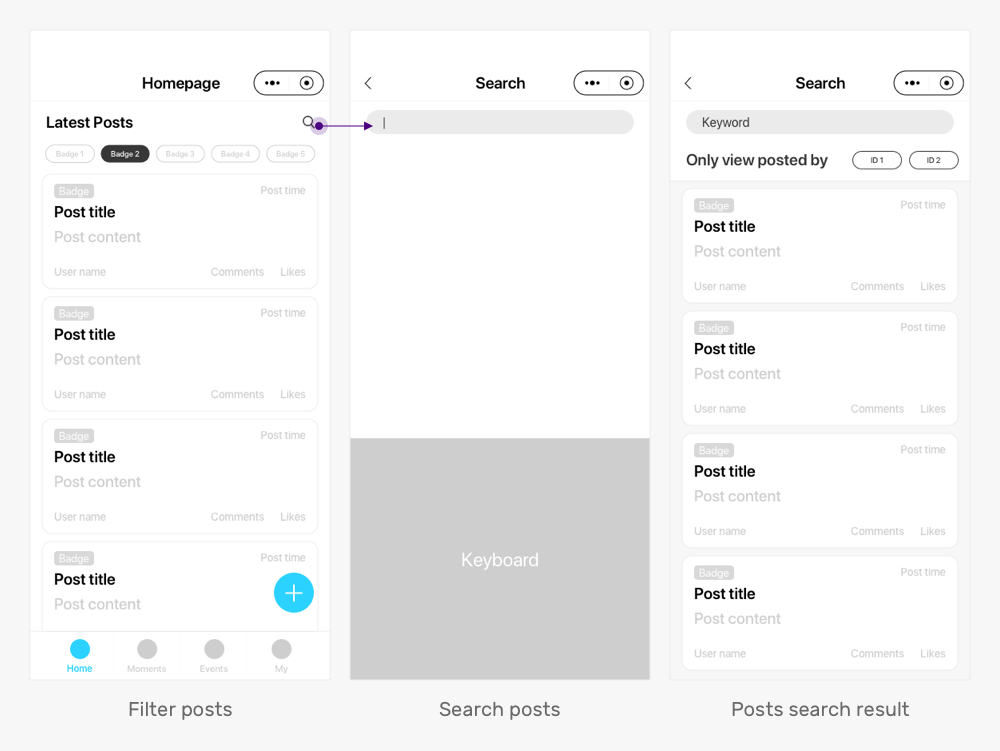 Homepage
Latest Posts
Badge 1 Badge 2 Badge 3 Badge 4 Badge 5
Badge Post time
Post title
Post content
User name Comments Likes
Badge Post time
Post title
Post content
User name Comments Likes
Badge Post time
Post title
Post content
User name Comments Likes
Badge Post time
Post title
Post content
Home Moments Events My
Filter posts
Search
Keyboard
Search posts
Search
Keyword
Only view posted by ID 1 ID 2
Badge Post time
Post title
Post content
User name Comments Likes
Badge Post time
Post title
Post content
User name Comments Likes
Badge Post time
Post title
Post content
User name Comments Likes
Badge Post time
Post title
Post content
User name Comments Likes
Posts search result